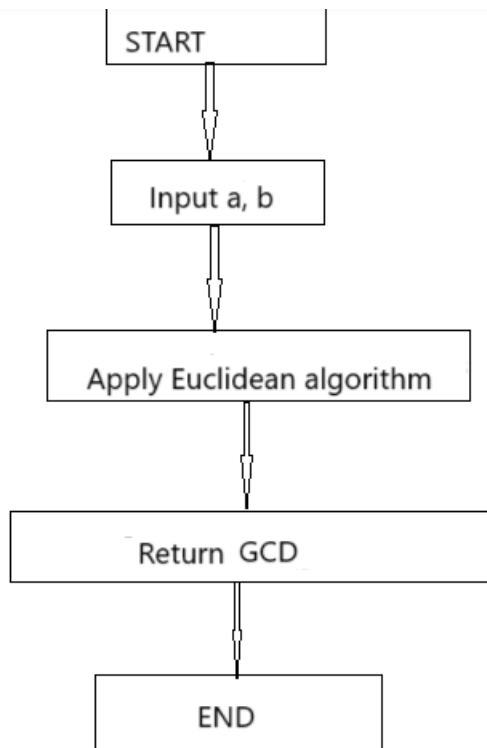 START
Input a, b
Apply Euclidean algorithm
Return GCD
END